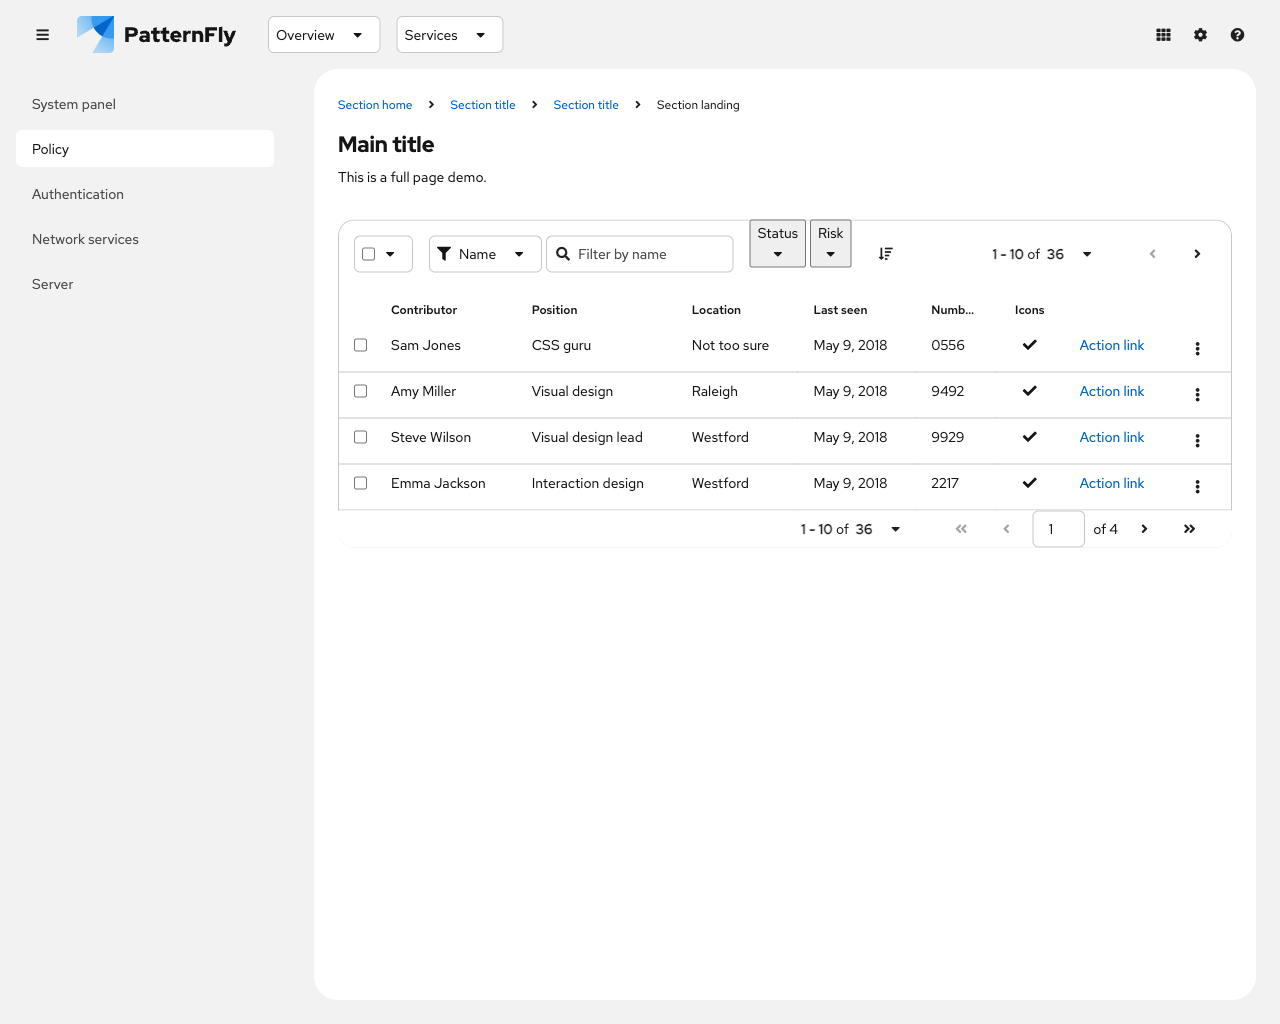 PatternFly Overview Services
System panel
Policy
Authentication
Network services
Server
Section home Section title Section title Section landing
Main title
This is a full page demo.
Name Filter by name Status Risk 1 - 10 of 36
Contributor Position Location Last seen Numb... Icons
Sam Jones CSS guru Not too sure May 9, 2018 0556 Action link
Amy Miller Visual design Raleigh May 9, 2018 9492 Action link
Steve Wilson Visual design lead Westford May 9, 2018 9929 Action link
Emma Jackson Interaction design Westford May 9, 2018 2217 Action link
1 - 10 of 36 1 of 4